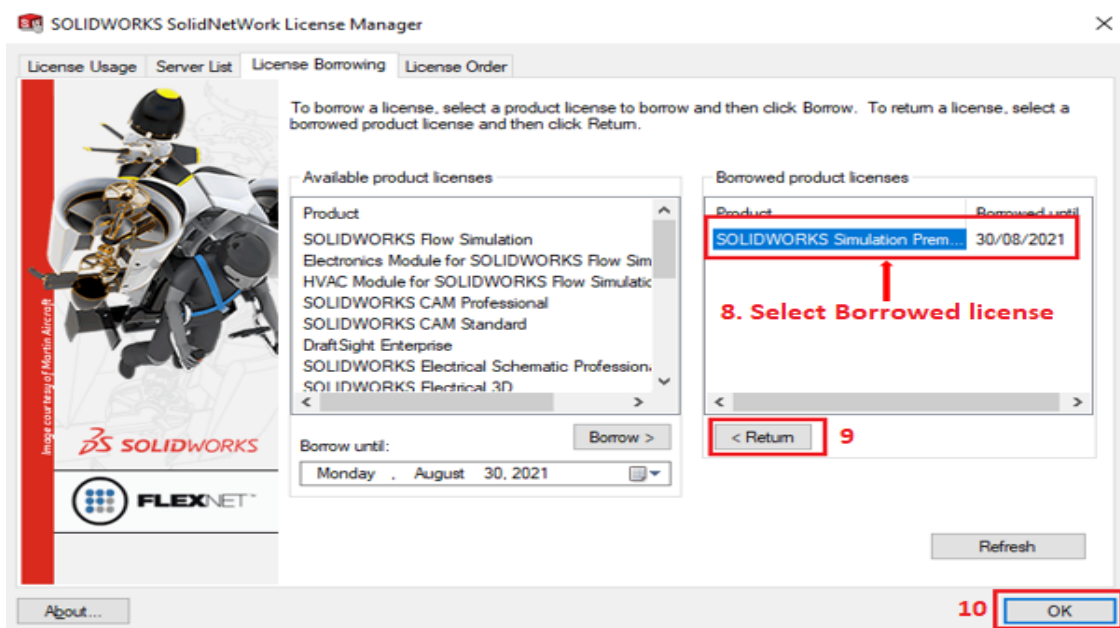 SOLIDWORKS SolidNetWork License Manager
License Usage Server List License Borrowing License Order
To borrow a license, select a product license to borrow and then click Borrow. To return a license, select a
borrowed product license and then click Return.
Available product licenses
Product
SOLIDWORKS Flow Simulation
Electronics Module for SOLIDWORKS Flow Sim
HVAC Module for SOLIDWORKS Flow Simulatic
SOLIDWORKS CAM Professional
SOLIDWORKS CAM Standard
DraftSight Enterprise
SOLIDWORKS Electrical Schematic Profession
SOLIDWORKS Electrical 3D
Borrow until:
Borrow >
Monday , August 30, 2021
Borrowed product licenses
Product Borrowed until
SOLIDWORKS Simulation Prem... 30/08/2021
8. Select Borrowed license
< Return 9
Refresh
Image courtesy of Martin Aircraft
SOLIDWORKS
FLEXNET
About...
10 OK